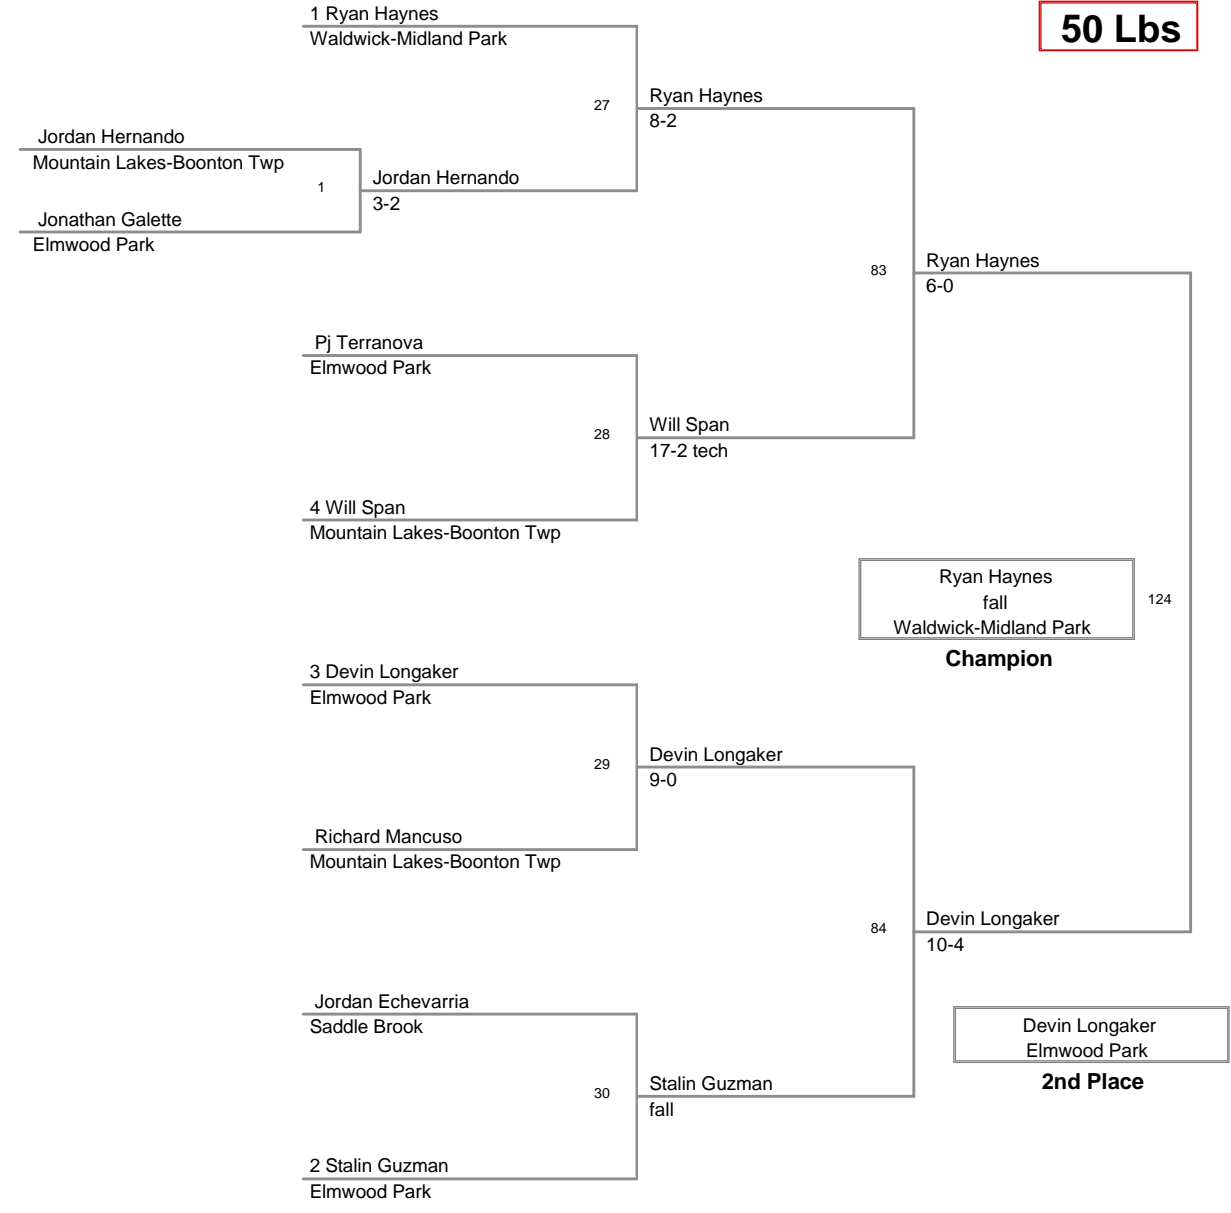 1 Ryan Haynes
50 Lbs
Waldwick-Midland Park
27
Ryan Haynes
8-2
Jordan Hernando
Mountain Lakes-Boonton Twp
1
Jordan Hernando
3-2
Jonathan Galette
Elmwood Park
83
Ryan Haynes
6-0
Pj Terranova
Elmwood Park
28
Will Span
17-2 tech
4 Will Span
Mountain Lakes-Boonton Twp
Ryan Haynes
fall
Waldwick-Midland Park
124
Champion
3 Devin Longaker
Elmwood Park
29
Devin Longaker
9-0
Richard Mancuso
Mountain Lakes-Boonton Twp
84
Devin Longaker
10-4
Jordan Echevarria
Saddle Brook
Devin Longaker
Elmwood Park
2nd Place
30
Stalin Guzman
fall
2 Stalin Guzman
Elmwood Park